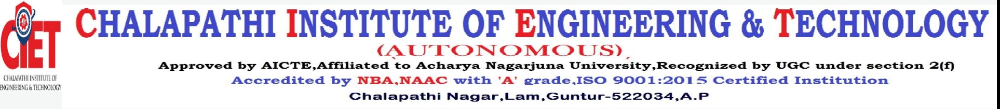 CIET
CHALAPATHI INSTITUTE OF
ENGINEERING & TECHNOLOGY
CHALAPATHI INSTITUTE OF ENGINEERING & TECHNOLOGY
(AUTONOMOUS)
Approved by AICTE,Affiliated to Acharya Nagarjuna University,Recognized by UGC under section 2(f)
Accredited by NBA,NAAC with 'A' grade,ISO 9001:2015 Certified Institution
Chalapathi Nagar,Lam,Guntur-522034,A.P